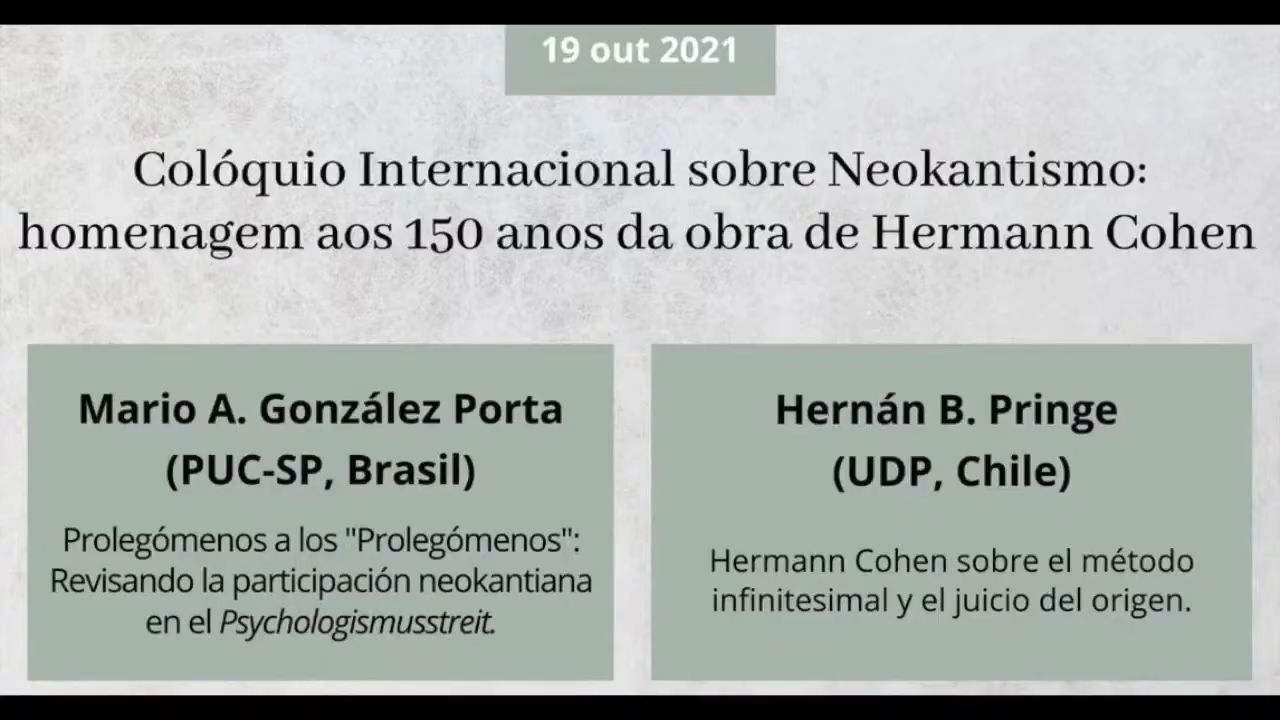 19 out 2021
Colóquio Internacional sobre Neokantismo:
homenagem aos 150 anos da obra de Hermann Cohen
Mario A. González Porta
(PUC-SP, Brasil)
Prolegómenos a los "Prolegómenos":
Revisando la participación neokantiana
en el Psychologismusstreit.
Hernán B. Pringe
(UDP, Chile)
Hermann Cohen sobre el método
infinitesimal y el juicio del origen.